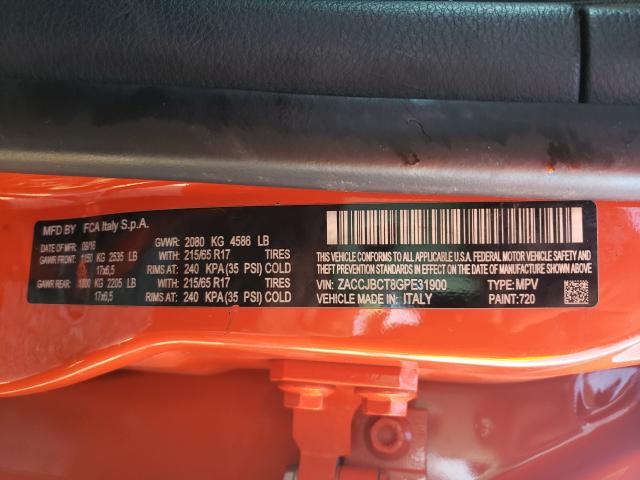 MFD BY FCA Italy S.p.A.
DATE OF MFR: 09/16 GVWR: 2080 KG 4586 LB
GAWR FRONT: 1150 KG 2535 LB WITH: 215/65 R17 TIRES
17x6,5 RIMS AT: 240 KPA(35 PSI) COLD
GAWR REAR: 1000 KG 2205 LB WITH: 215/65 R17 TIRES
17x6,5 RIMS AT: 240 KPA(35 PSI) COLD
THIS VEHICLE CONFORMS TO ALL APPLICABLE U.S.A. FEDERAL MOTOR VEHICLE
SAFETY, BUMPER AND THEFT PREVENTION STANDARDS IN EFFECT
ON THE DATE OF MANUFACTURE SHOWN ABOVE
VIN: ZACCJBCT8GPE31900 TYPE: MPV
VEHICLE MADE IN: ITALY PAINT: 720